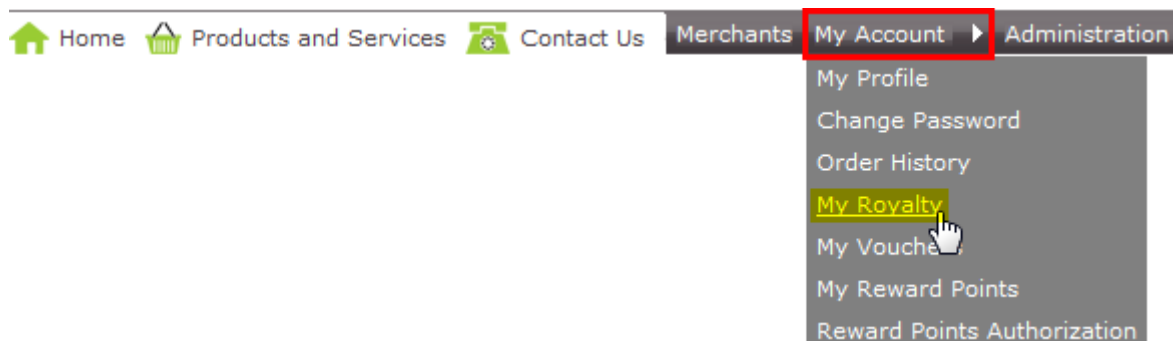 Home Products and Services Contact Us Merchants My Account Administration
My Profile
Change Password
Order History
My Royalty
My Vouche
My Reward Points
Reward Points Authorization